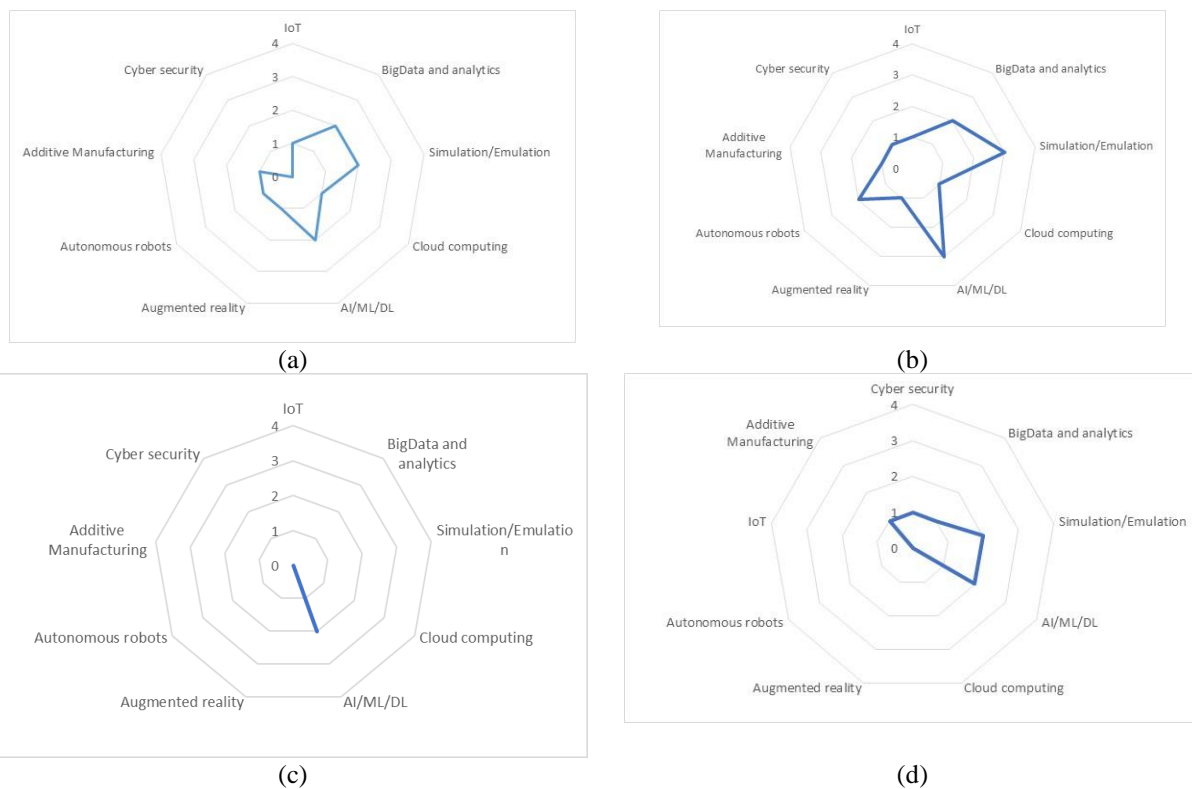 IoT
4
Cyber security
BigData and analytics
3
2
Additive Manufacturing
1
Simulation/Emulation
0
Autonomous robots
Cloud computing
Augmented reality
AI/ML/DL
(a)
IoT
4
Cyber security
BigData and analytics
3
2
Additive
Manufacturing
1
Simulation/Emulation
0
Autonomous robots
Cloud computing
Augmented reality
AI/ML/DL
(b)
IoT
4
Cyber security
BigData and
analytics
3
2
Additive
Manufacturing
1
Simulation/Emulatio
n
0
Autonomous robots
Cloud computing
Augmented reality
AI/ML/DL
(c)
Cyber security
4
Additive
Manufacturing
BigData and analytics
3
2
IoT
1
Simulation/Emulation
0
Autonomous robots
AI/ML/DL
Augmented reality
Cloud computing
(d)